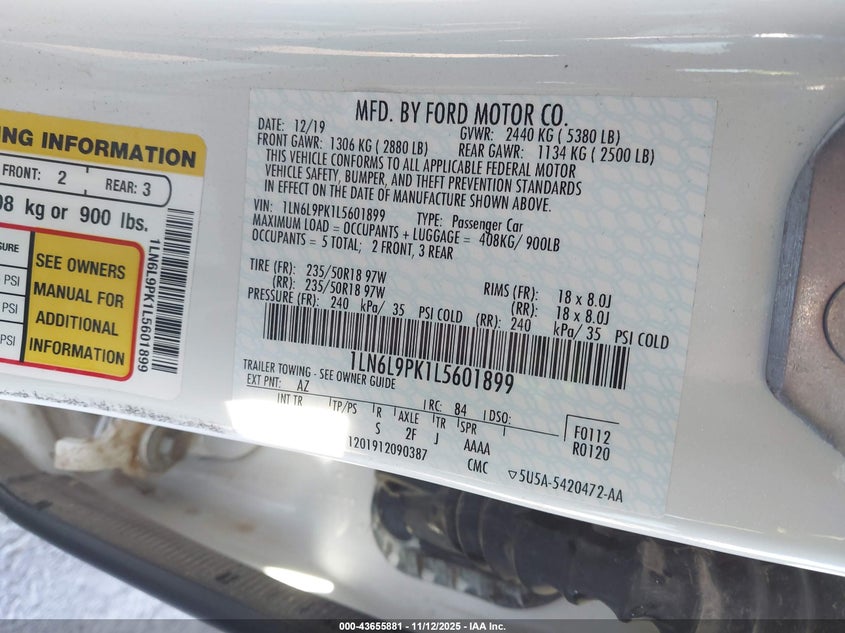 NG INFORMATION
FRONT: 2
REAR: 3
08 kg or 900 lbs.
SURE
PSI
PSI
PSI
SEE OWNERS
MANUAL FOR
ADDITIONAL
INFORMATION
1LN6L9PK1L5601899
MFD. BY FORD MOTOR CO.
DATE: 12/19 GVWR: 2440 KG ( 5380 LB)
FRONT GAWR: 1306 KG ( 2880 LB) REAR GAWR: 1134 KG ( 2500 LB)
THIS VEHICLE CONFORMS TO ALL APPLICABLE FEDERAL MOTOR
VEHICLE SAFETY, BUMPER, AND THEFT PREVENTION STANDARDS
IN EFFECT ON THE DATE OF MANUFACTURE SHOWN ABOVE.
VIN: 1LN6L9PK1L5601899 TYPE: Passenger Car
MAXIMUM LOAD = OCCUPANTS + LUGGAGE = 408KG/ 900LB
OCCUPANTS = 5 TOTAL; 2 FRONT, 3 REAR
TIRE (FR): 235/50R18 97W RIMS (FR): 18 x 8.0J
(RR): 235/50R18 97W (RR): 18 x 8.0J
PRESSURE (FR): 240 kPa/ 35 PSI COLD (RR): 240 kPa/ 35 PSI COLD
1LN6L9PK1L5601899
TRAILER TOWING - SEE OWNER GUIDE
EXT PNT: AZ RC: 84 DSO:
INT TR TP/PS R AXLE TR SPR
S 2F J AAAA
F0112
R0120
1201912090387 CMC ▽5U5A-5420472-AA
000-43655881 - 11/12/2025 - IAA Inc.